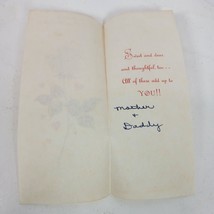 Sweet and dear
and thoughtful, too . . .
All of these add up to
YOU!!
Mother
+
Daddy